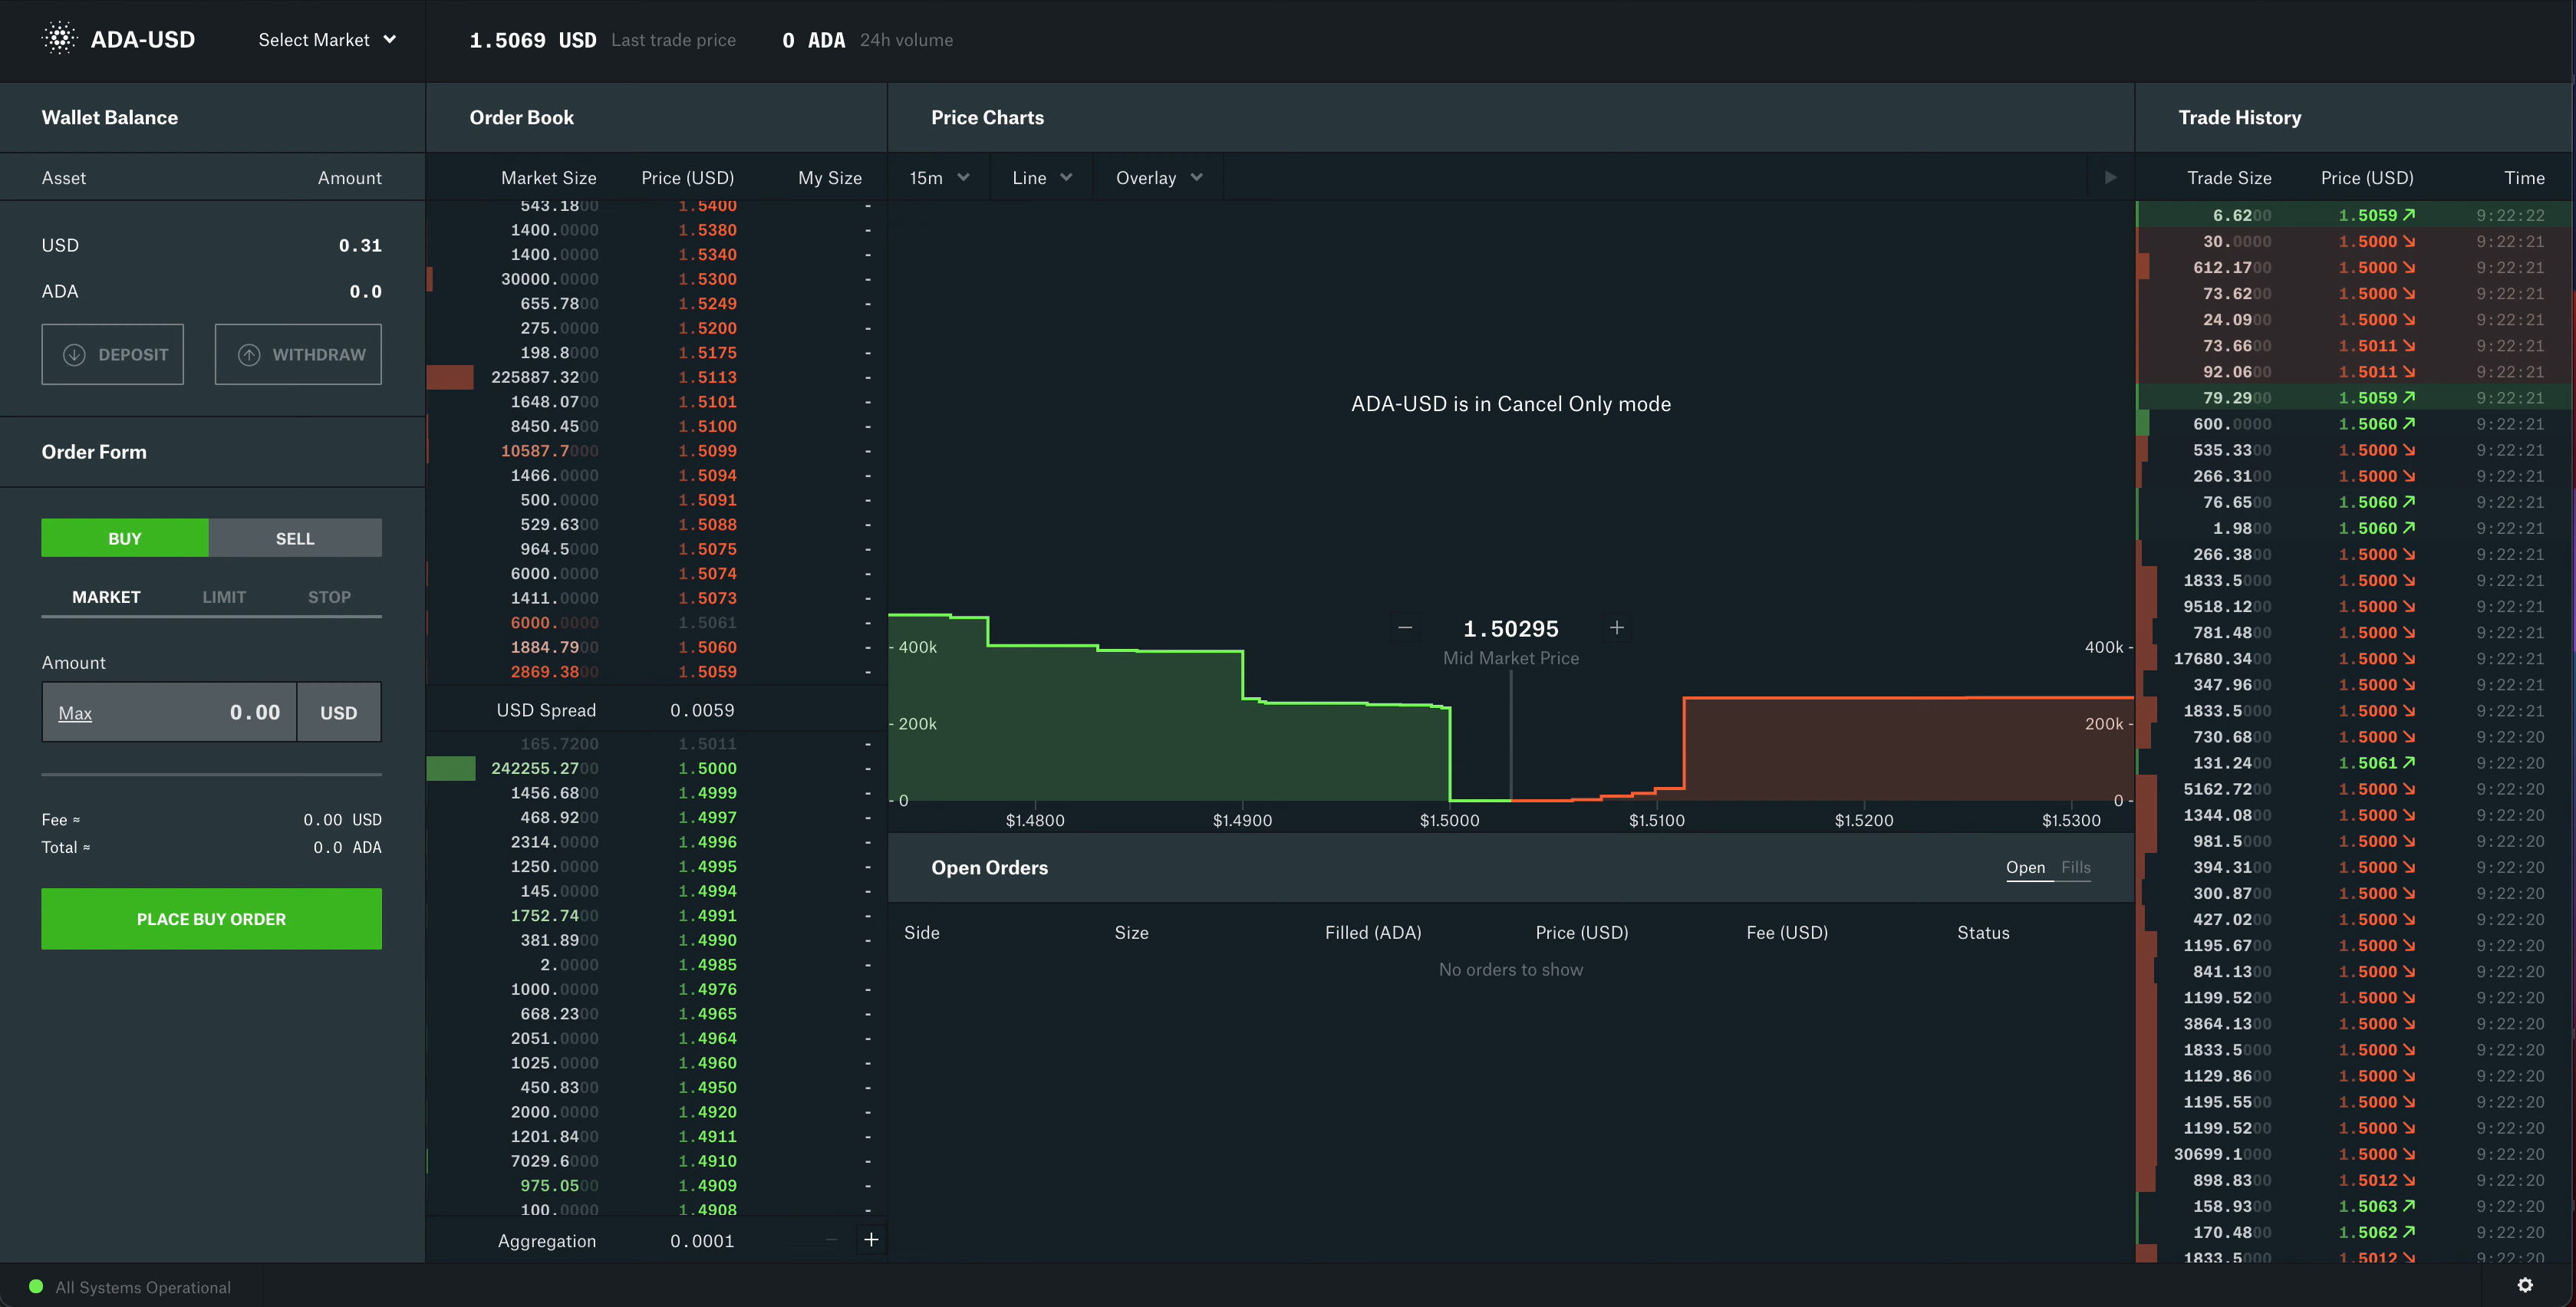 ADA-USD Select Market 1.5069 USD Last trade price 0 ADA 24h volume
Wallet Balance
Asset Amount
USD 0.31
ADA 0.0
DEPOSIT WITHDRAW
Order Form
BUY SELL
MARKET LIMIT STOP
Amount
Max 0.00 USD
Fee ≈ 0.00 USD
Total ≈ 0.0 ADA
PLACE BUY ORDER
Order Book
Market Size Price (USD) My Size
543.1800 1.5400 -
1400.0000 1.5380 -
1400.0000 1.5340 -
30000.0000 1.5300 -
655.7800 1.5249 -
275.0000 1.5200 -
198.8000 1.5175 -
225887.3200 1.5113 -
1648.0700 1.5101 -
8450.4500 1.5100 -
10587.7000 1.5099 -
1466.0000 1.5094 -
500.0000 1.5091 -
529.6300 1.5088 -
964.5000 1.5075 -
6000.0000 1.5074 -
1411.0000 1.5073 -
6000.0000 1.5061 -
1884.7900 1.5060 -
2869.3800 1.5059 -
USD Spread 0.0059
165.7200 1.5011 -
242255.2700 1.5000 -
1456.6800 1.4999 -
468.9200 1.4997 -
2314.0000 1.4996 -
1250.0000 1.4995 -
145.0000 1.4994 -
1752.7400 1.4991 -
381.8900 1.4990 -
2.0000 1.4985 -
1000.0000 1.4976 -
668.2300 1.4965 -
2051.0000 1.4964 -
1025.0000 1.4960 -
450.8300 1.4950 -
2000.0000 1.4920 -
1201.8400 1.4911 -
7029.6000 1.4910 -
975.0500 1.4909 -
100.0000 1.4908 -
Aggregation 0.0001 − +
Price Charts
15m Line Overlay
ADA-USD is in Cancel Only mode
− 1.50295 +
Mid Market Price
- 400k 400k -
- 200k 200k -
- 0 0 -
$1.4800 $1.4900 $1.5000 $1.5100 $1.5200 $1.5300
Open Orders Open Fills
Side Size Filled (ADA) Price (USD) Fee (USD) Status
No orders to show
Trade History
Trade Size Price (USD) Time
6.6200 1.5059 ↗ 9:22:22
30.0000 1.5000 ↘ 9:22:21
612.1700 1.5000 ↘ 9:22:21
73.6200 1.5000 ↘ 9:22:21
24.0900 1.5000 ↘ 9:22:21
73.6600 1.5011 ↘ 9:22:21
92.0600 1.5011 ↘ 9:22:21
79.2900 1.5059 ↗ 9:22:21
600.0000 1.5060 ↗ 9:22:21
535.3300 1.5000 ↘ 9:22:21
266.3100 1.5000 ↘ 9:22:21
76.6500 1.5060 ↗ 9:22:21
1.9800 1.5060 ↗ 9:22:21
266.3800 1.5000 ↘ 9:22:21
1833.5000 1.5000 ↘ 9:22:21
9518.1200 1.5000 ↘ 9:22:21
781.4800 1.5000 ↘ 9:22:21
17680.3400 1.5000 ↘ 9:22:21
347.9600 1.5000 ↘ 9:22:21
1833.5000 1.5000 ↘ 9:22:21
730.6800 1.5000 ↘ 9:22:20
131.2400 1.5061 ↗ 9:22:20
5162.7200 1.5000 ↘ 9:22:20
1344.0800 1.5000 ↘ 9:22:20
981.5000 1.5000 ↘ 9:22:20
394.3100 1.5000 ↘ 9:22:20
300.8700 1.5000 ↘ 9:22:20
427.0200 1.5000 ↘ 9:22:20
1195.6700 1.5000 ↘ 9:22:20
841.1300 1.5000 ↘ 9:22:20
1199.5200 1.5000 ↘ 9:22:20
3864.1300 1.5000 ↘ 9:22:20
1833.5000 1.5000 ↘ 9:22:20
1129.8600 1.5000 ↘ 9:22:20
1195.5500 1.5000 ↘ 9:22:20
1199.5200 1.5000 ↘ 9:22:20
30699.1000 1.5000 ↘ 9:22:20
898.8300 1.5012 ↘ 9:22:20
158.9300 1.5063 ↗ 9:22:20
170.4800 1.5062 ↗ 9:22:20
1833.5000 1.5012 ↘ 9:22:20
All Systems Operational